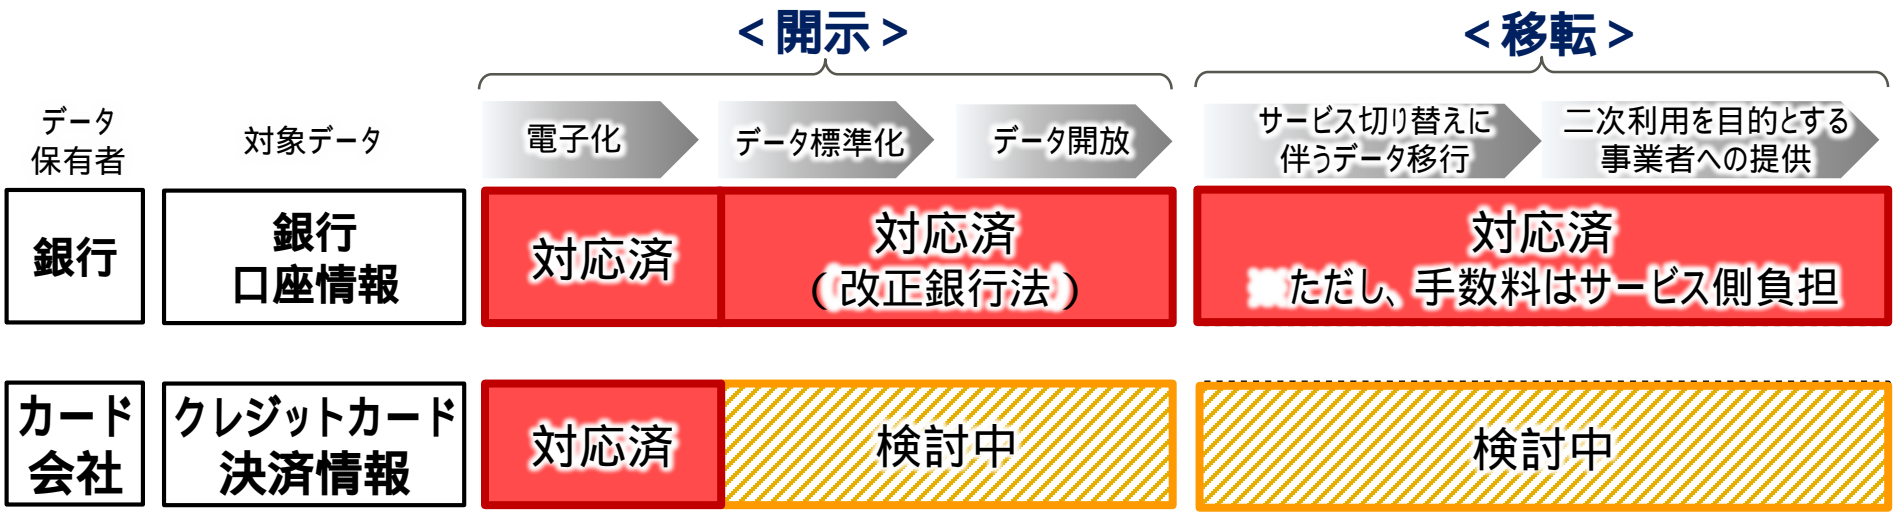 <開示>
<移転>
データ
保有者
対象データ
電子化
データ標準化
データ開放
サービス切り替えに
伴うデータ移行
二次利用を目的とする
事業者への提供
銀行
銀行
口座情報
対応済
対応済
(改正銀行法)
対応済
※ただし、手数料はサービス側負担
カード
会社
クレジットカード
決済情報
対応済
検討中
検討中